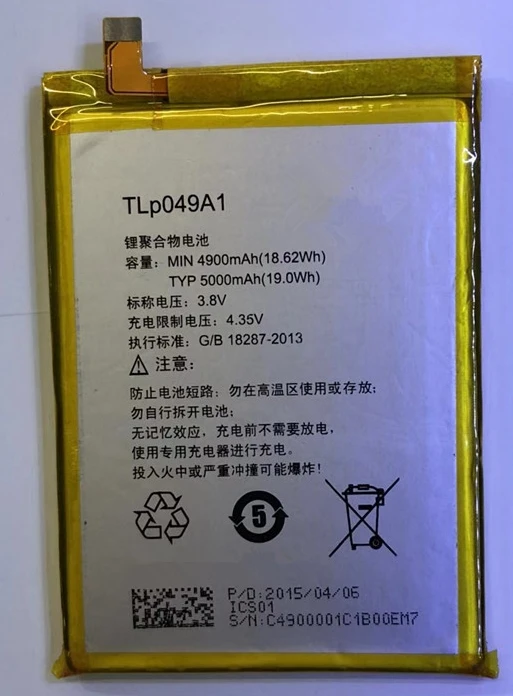 TLp049A1
锂聚合物电池
容量：MIN 4900mAh(18.62Wh)
TYP 5000mAh(19.0Wh)
标称电压：3.8V
充电限制电压：4.35V
执行标准：G/B 18287-2013
注意：
防止电池短路；勿在高温区使用或存放；
勿自行拆开电池；
无记忆效应，充电前不需要放电，
使用专用充电器进行充电。
投入火中或严重冲撞可能爆炸！
5
P/D:2015/04/06
ICS01
S/N:C4900001C1B00EM7